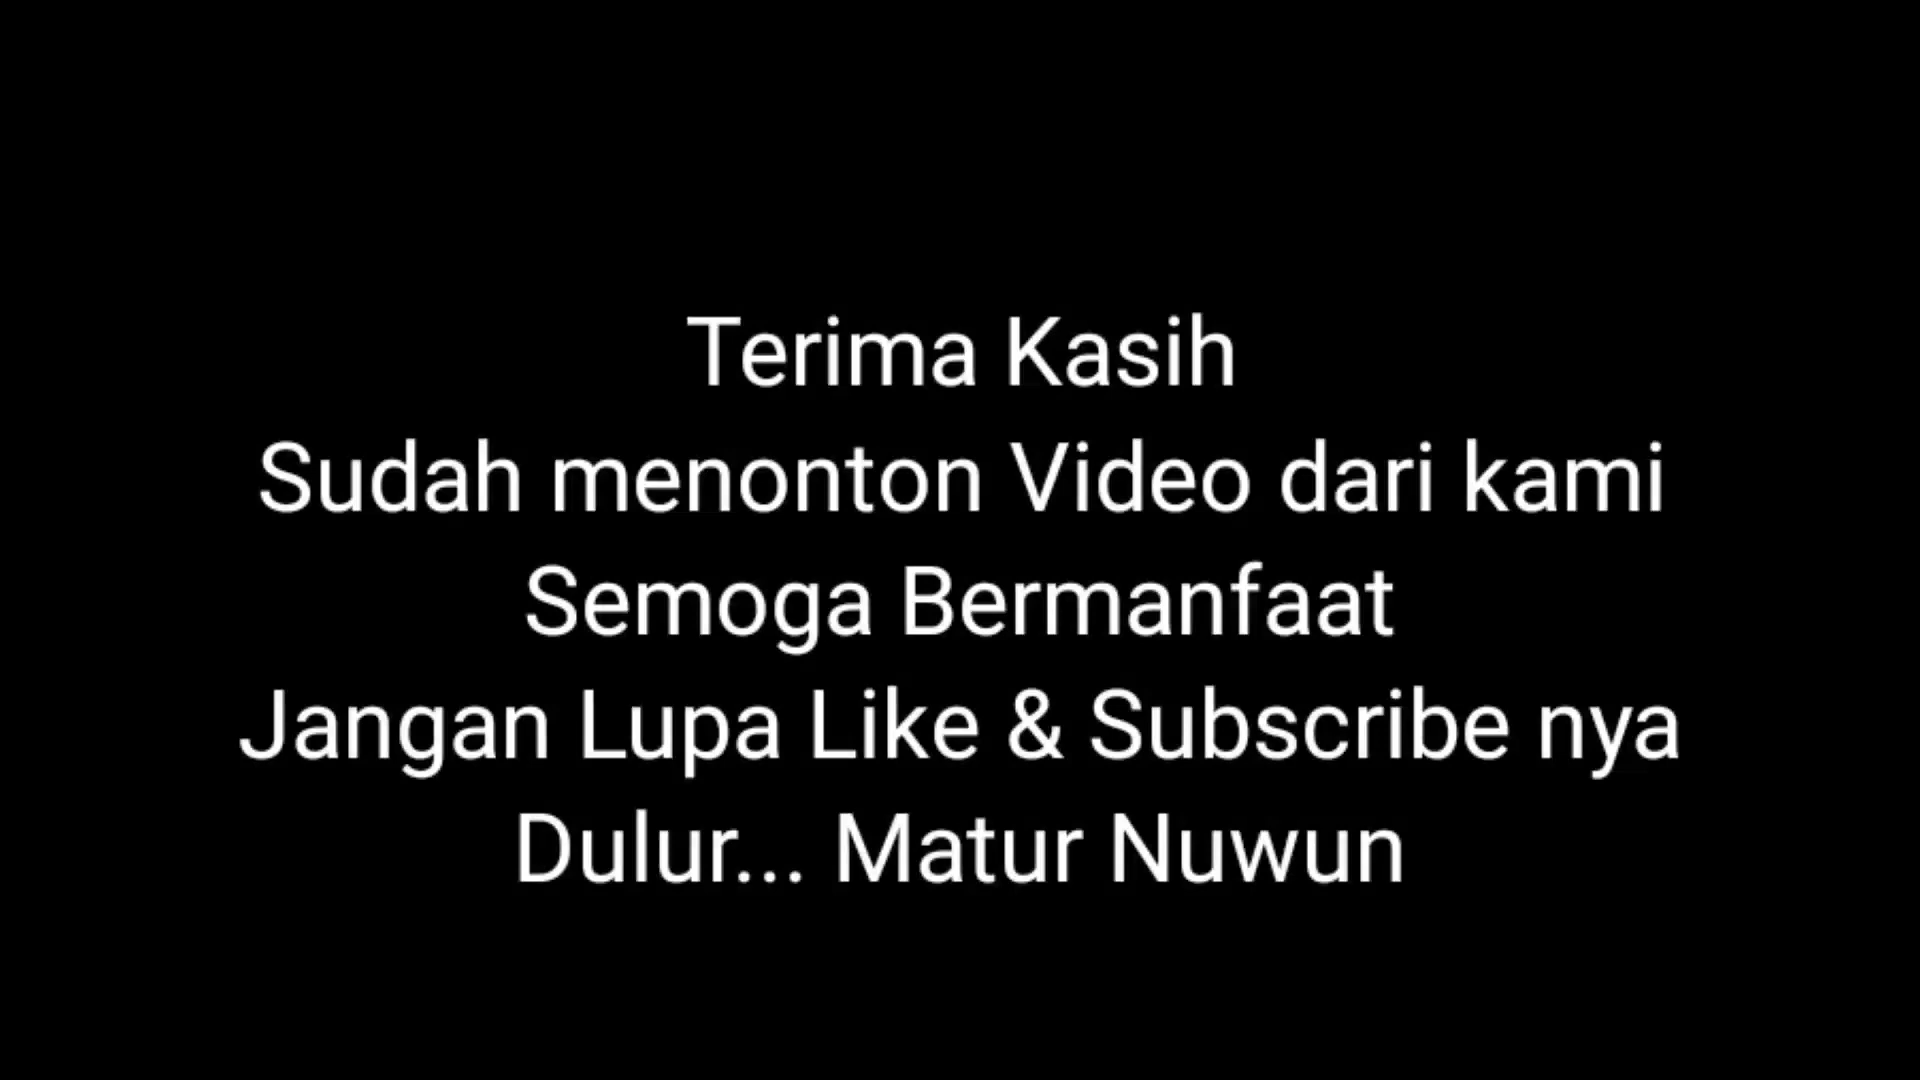 Terima Kasih
Sudah menonton Video dari kami
Semoga Bermanfaat
Jangan Lupa Like & Subscribe nya
Dulur... Matur Nuwun